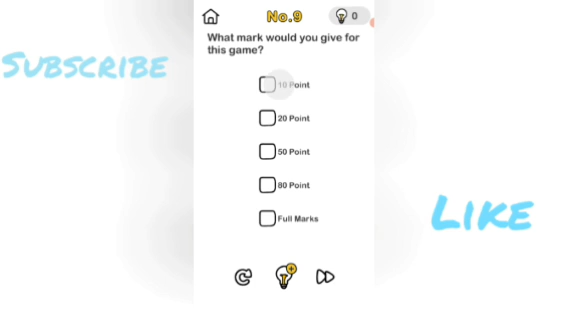 No.9
0
What mark would you give for
this game?
SUBSCRIBE
10 Point
20 Point
50 Point
80 Point
LIKE
Full Marks